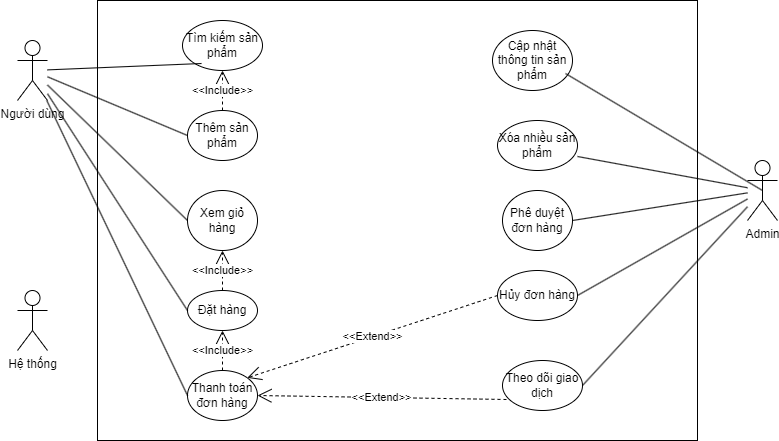 Tìm kiếm sản
phẩm
Cập nhật
thông tin sản
phẩm
<<Include>>
Người dùng
Thêm sản
phẩm
Xóa nhiều sản
phẩm
Xem giỏ
hàng
Phê duyệt
đơn hàng
Admin
<<Include>>
Đặt hàng
Hủy đơn hàng
<<Extend>>
<<Include>>
Hệ thống
Thanh toán
đơn hàng
<<Extend>>
Theo dõi giao
dịch